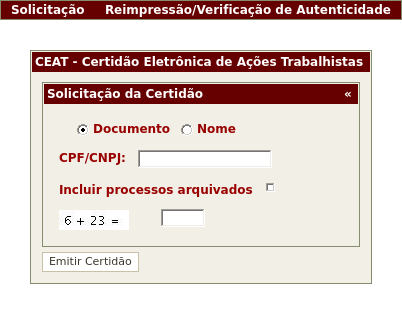 Solicitação Reimpressão/Verificação de Autenticidade
CEAT - Certidão Eletrônica de Ações Trabalhistas
Solicitação da Certidão «
Documento Nome
CPF/CNPJ:
Incluir processos arquivados
6 + 23 =
Emitir Certidão